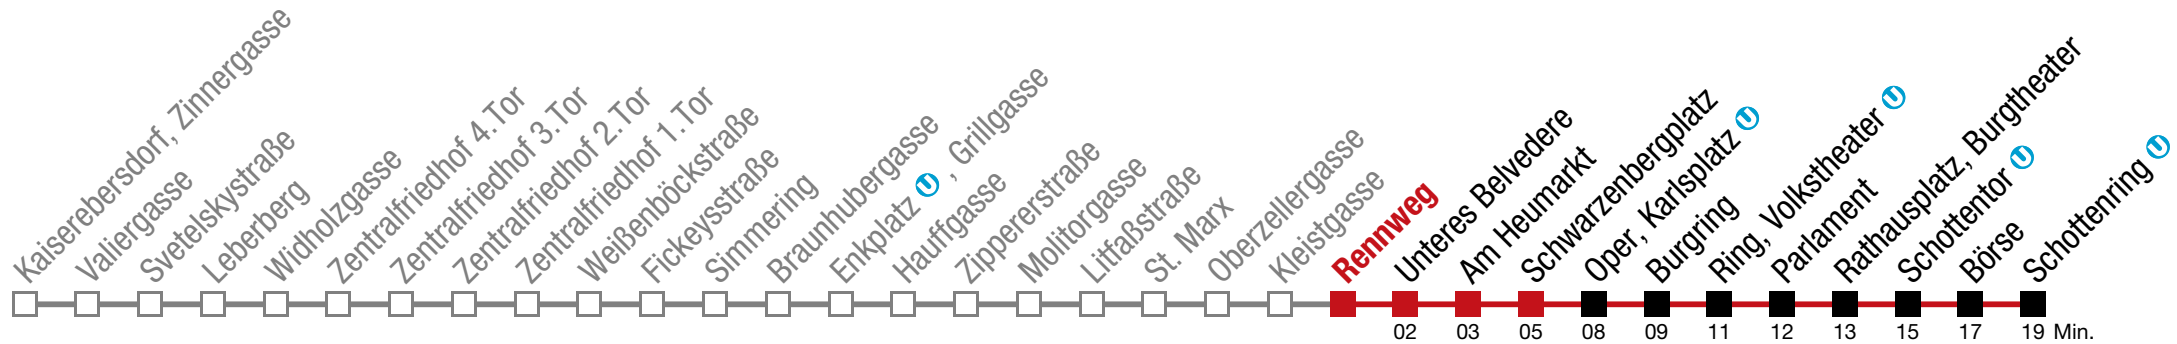 Kaiserebersdorf, Zinnergasse
Valiergasse
Svetelskystraße
Leberberg
Widholzgasse
Zentralfriedhof 4.Tor
Zentralfriedhof 3.Tor
Zentralfriedhof 2.Tor
Zentralfriedhof 1.Tor
Weißenböckstraße
Fickeysstraße
Simmering
Braunhubergasse
Enkplatz U , Grillgasse
Hauffgasse
Zippererstraße
Molitorgasse
Litfaßstraße
St. Marx
Oberzellergasse
Kleistgasse
Rennweg
Unteres Belvedere
Am Heumarkt
Schwarzenbergplatz
Oper, Karlsplatz U
Burgring
Ring, Volkstheater U
Parlament
Rathausplatz, Burgtheater
Schottentor U
Börse
Schottenring U
02 03 05 08 09 11 12 13 15 17 19 Min.